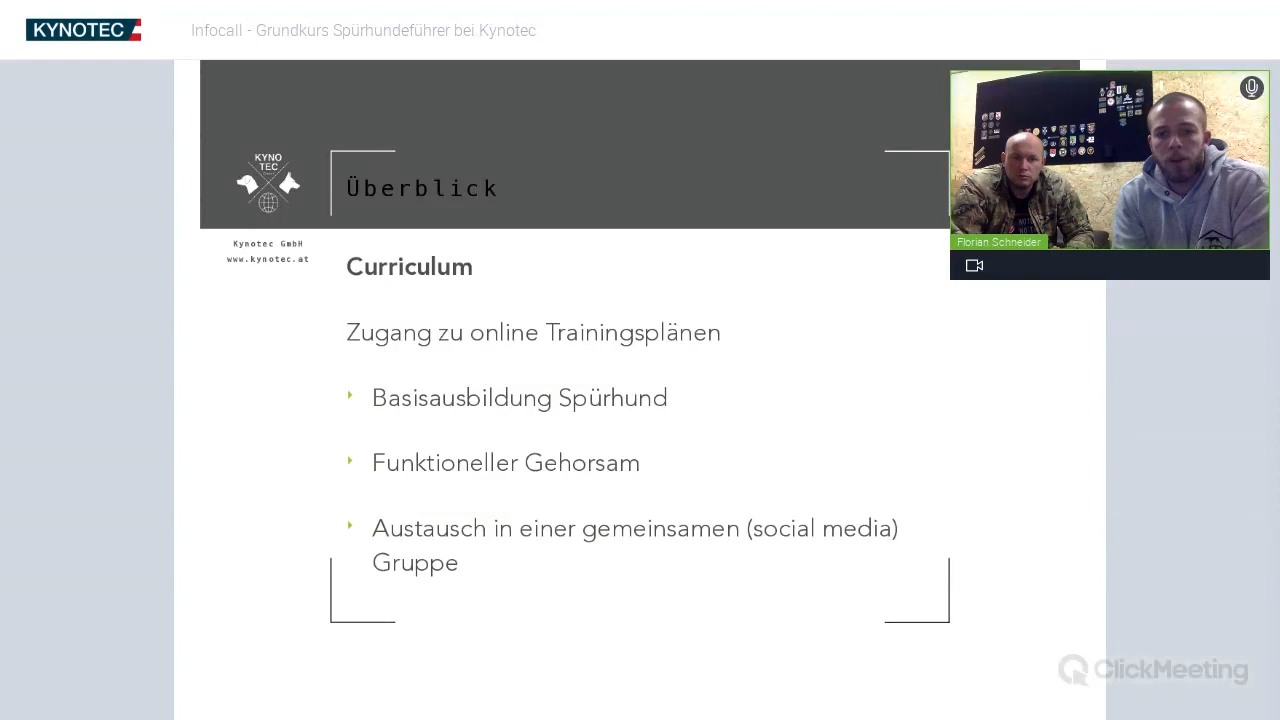 KYNOTEC
Infocall - Grundkurs Spürhundeführer bei Kynotec
KYNO
TEC
Überblick
Florian Schneider
Kynotec GmbH
www.kynotec.at
Curriculum
Zugang zu online Trainingsplänen
Basisausbildung Spürhund
Funktioneller Gehorsam
Austausch in einer gemeinsamen (social media)
Gruppe
ClickMeeting